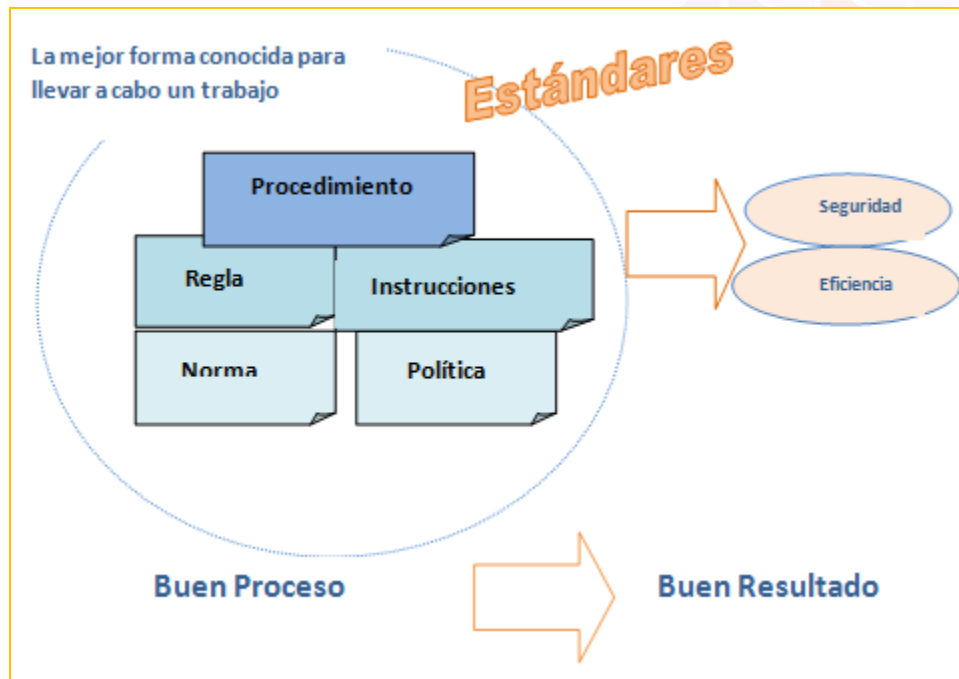 La mejor forma conocida para
llevar a cabo un trabajo
Estándares
Procedimiento
Regla
Instrucciones
Norma
Política
Seguridad
Eficiencia
Buen Proceso
Buen Resultado